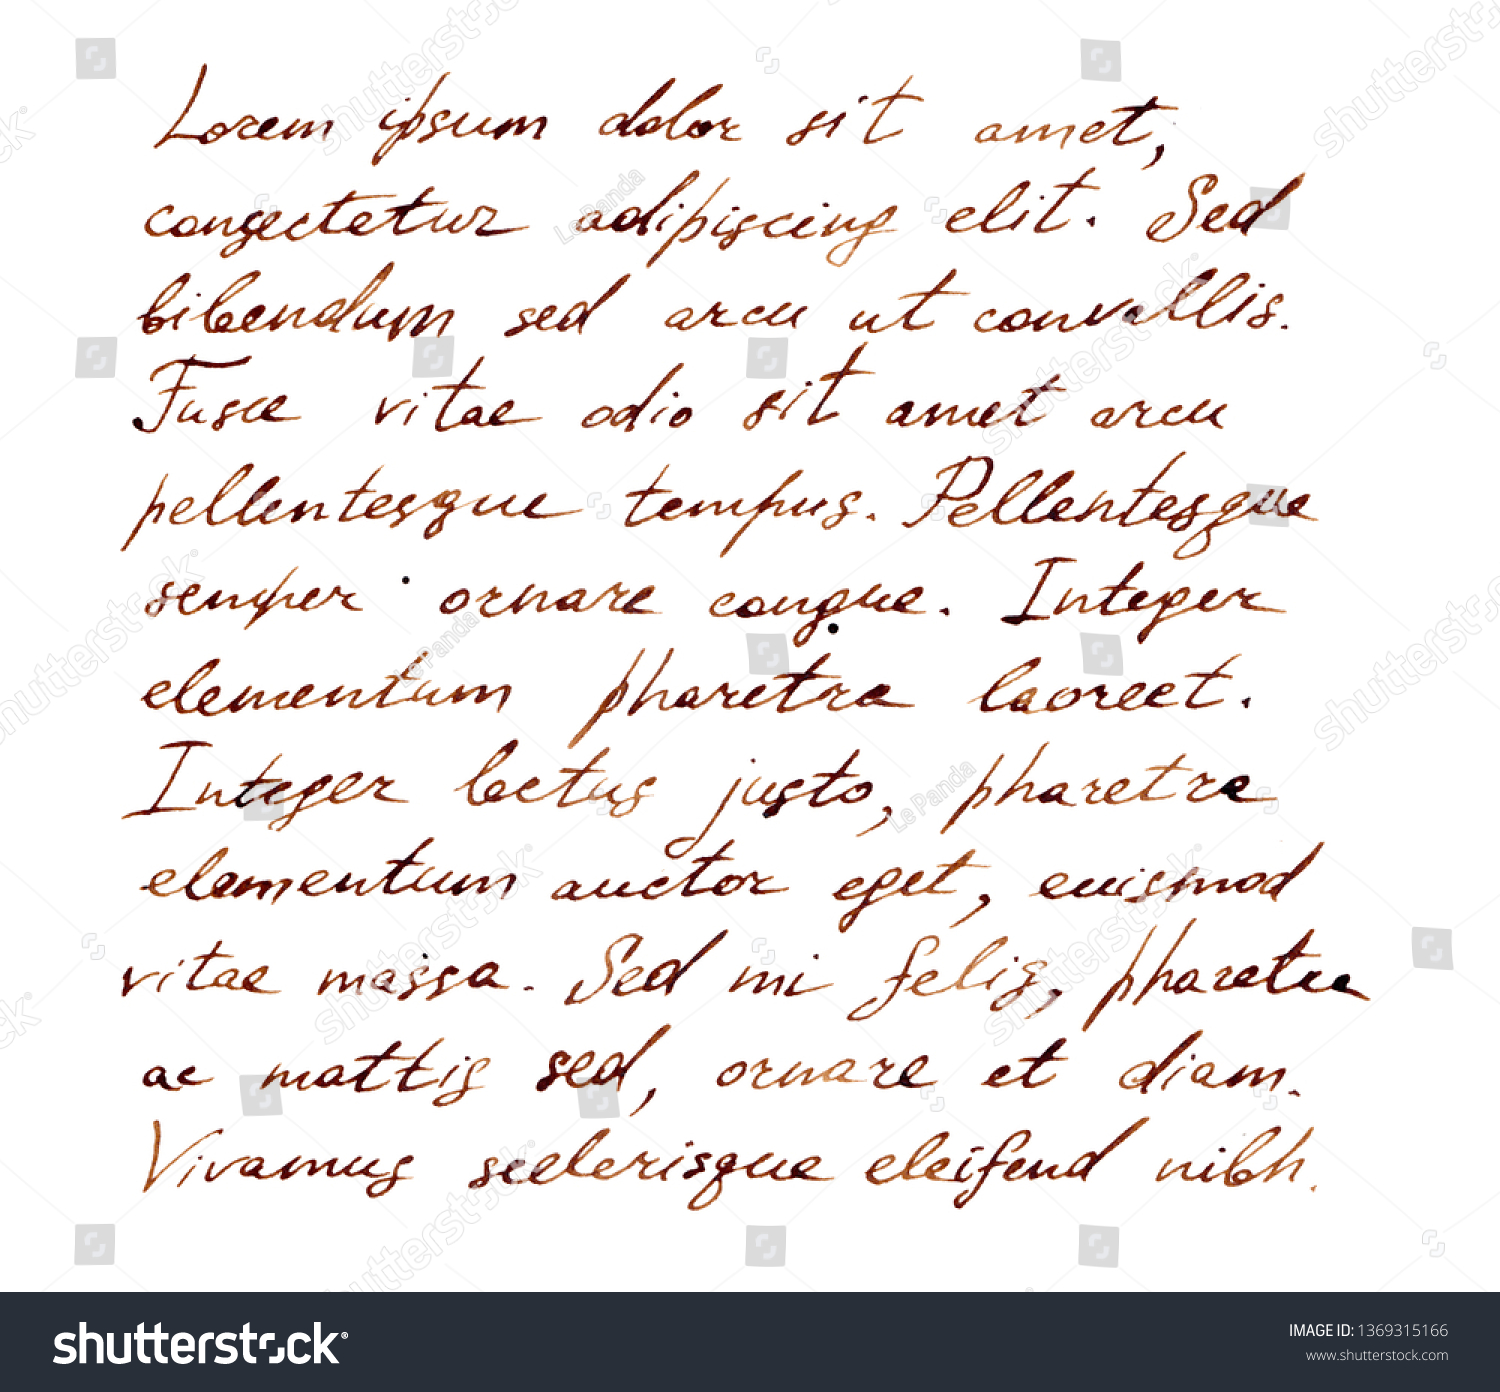 Lorem ipsum dolor sit amet,
consectetur adipiscing elit. Sed
bibendum sed arcu ut convallis.
Fusce vitae odio sit amet arcu
pellentesque tempus. Pellentesque
semper ornare congue. Integer
elementum pharetra laoreet.
Integer lectus justo, pharetra
elementum auctor eget, euismod
vitae massa. Sed mi felis, pharetra
ac mattis sed, ornare et diam.
Vivamus scelerisque eleifend nibh.
shutterstock
IMAGE ID: 1369315166
www.shutterstock.com